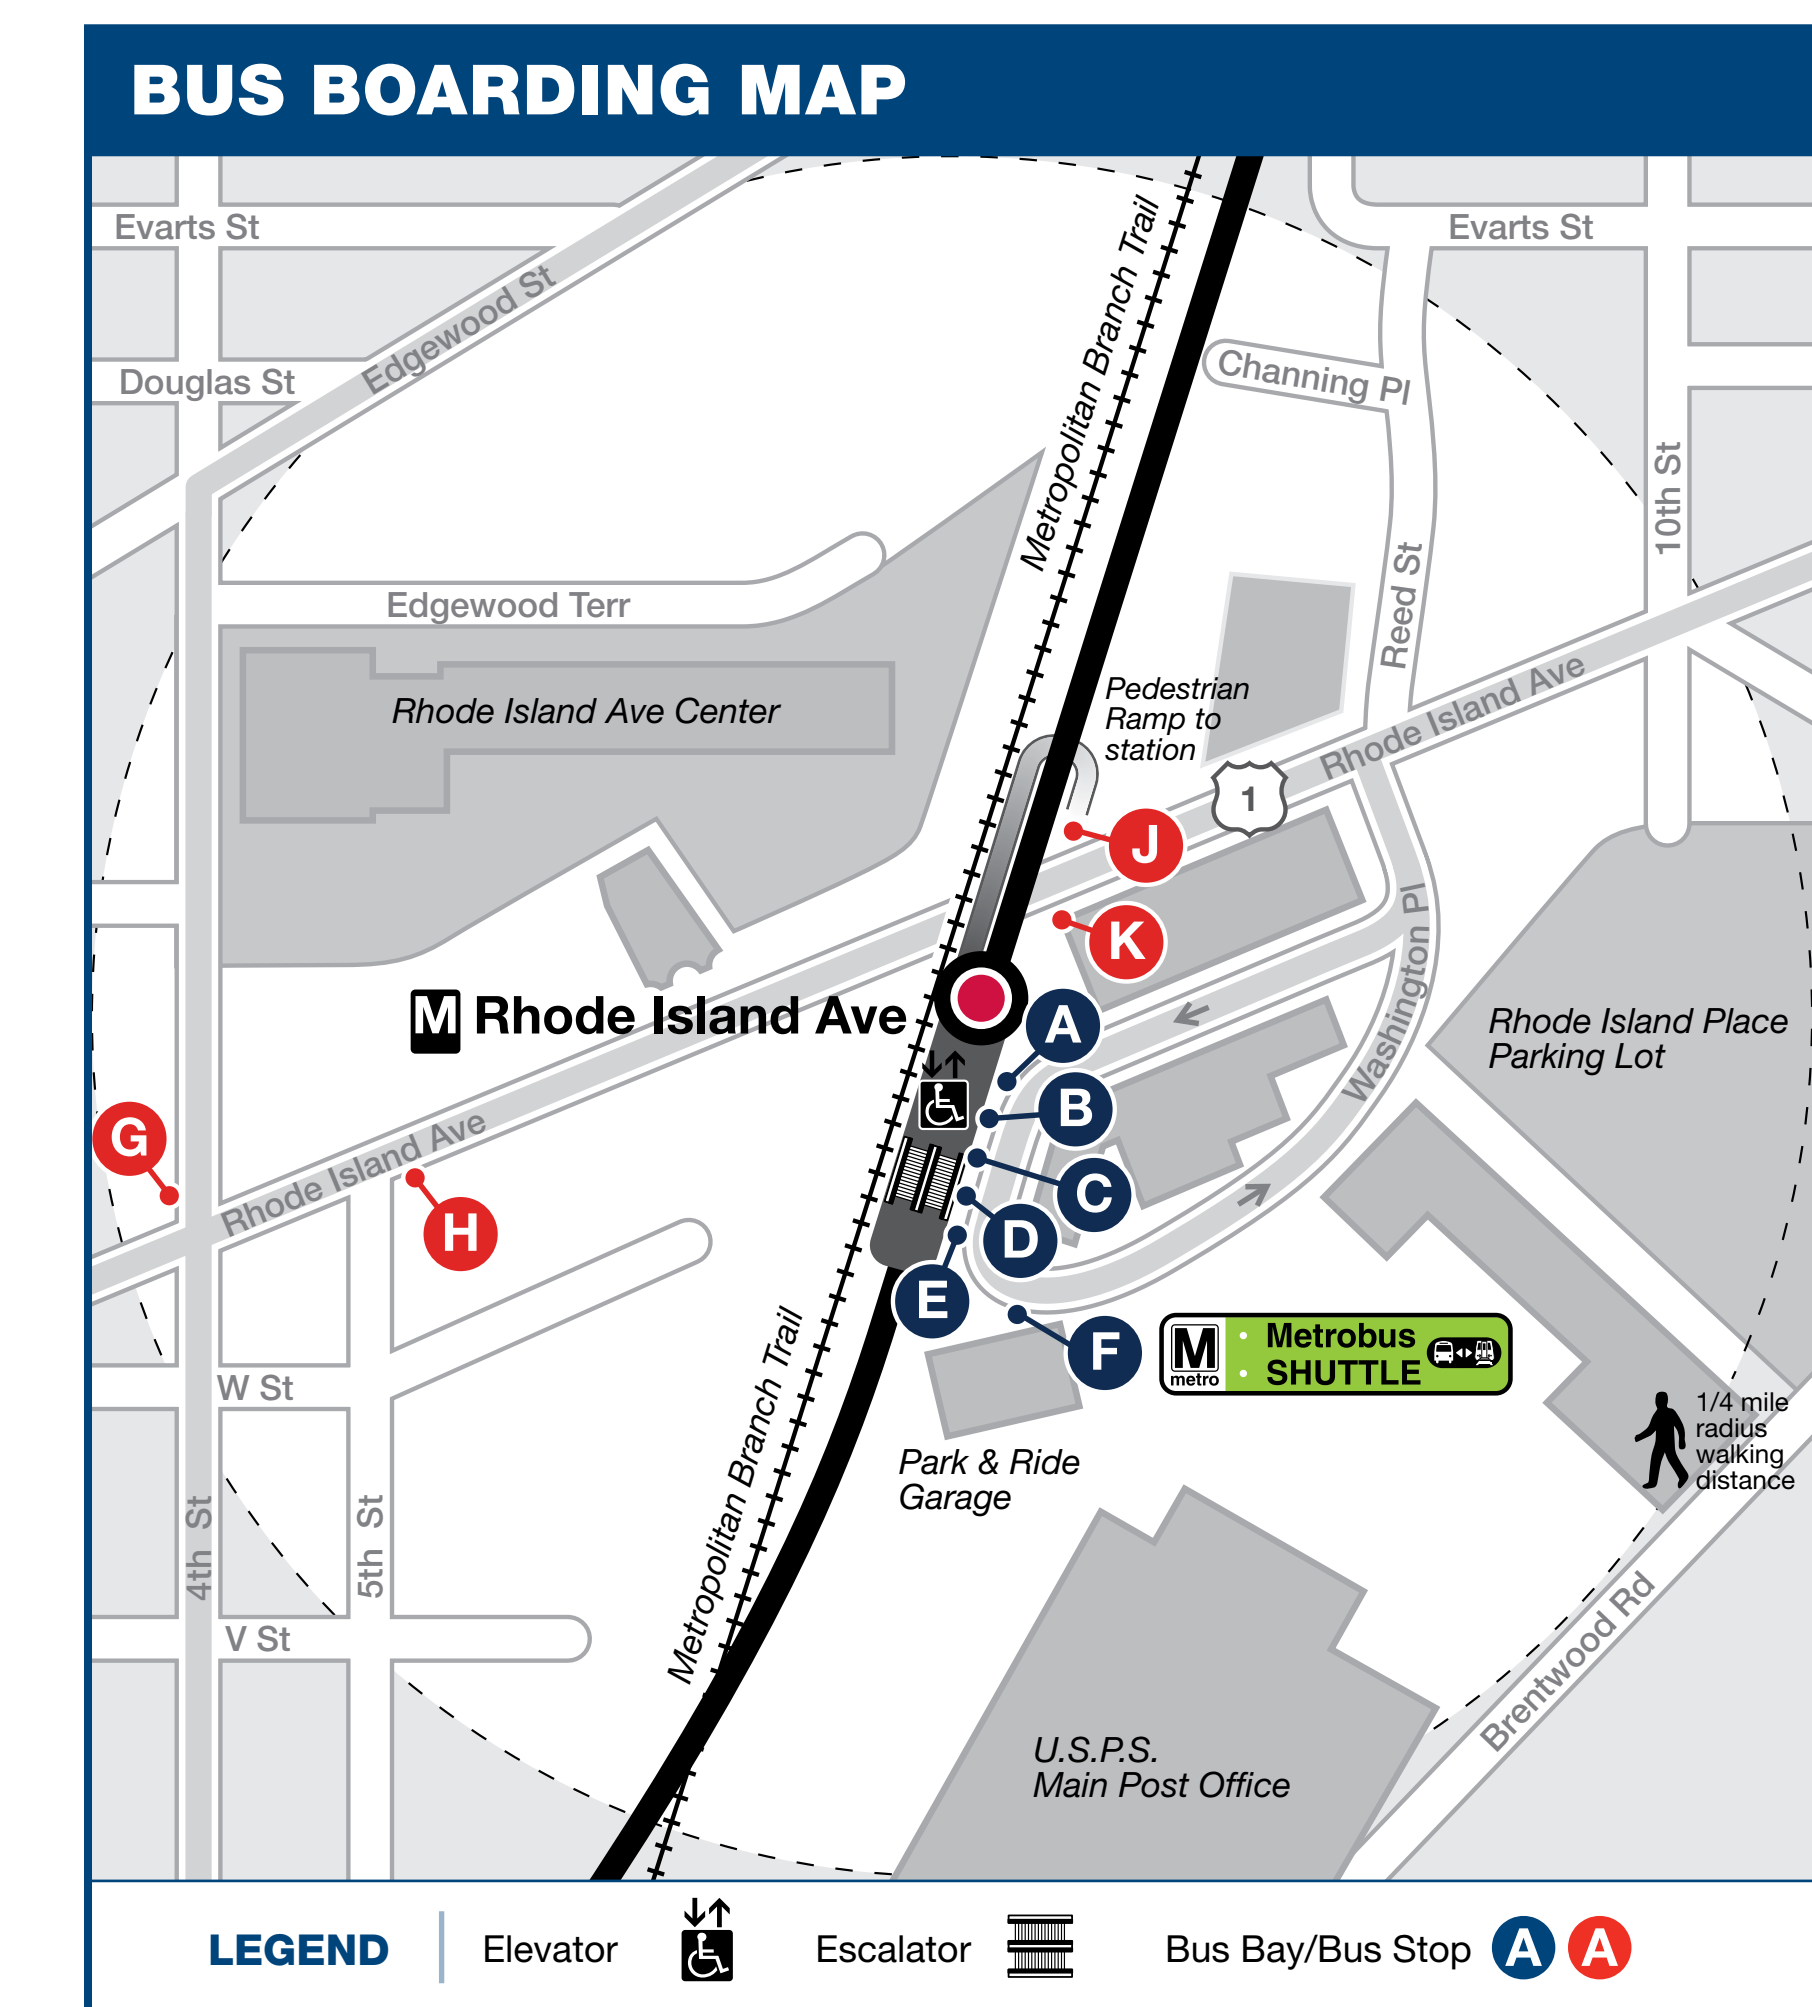 BUS BOARDING MAP
Evarts St
Evarts St
Metropolitan Branch Trail
Edgewood St
Douglas St
Channing Pl
10th St
Reed St
Edgewood Terr
Rhode Island Ave Center
Pedestrian
Ramp to
station
Rhode Island Ave
1
J
K
Washington Pl
M Rhode Island Ave
A
Rhode Island Place
Parking Lot
B
G
Rhode Island Ave
C
H
D
E
F
M
metro
Metrobus
SHUTTLE
Metropolitan Branch Trail
W St
1/4 mile
radius
walking
distance
Park & Ride
Garage
4th St
5th St
V St
Brentwood Rd
U.S.P.S.
Main Post Office
LEGEND
Elevator
Escalator
Bus Bay/Bus Stop
A
A